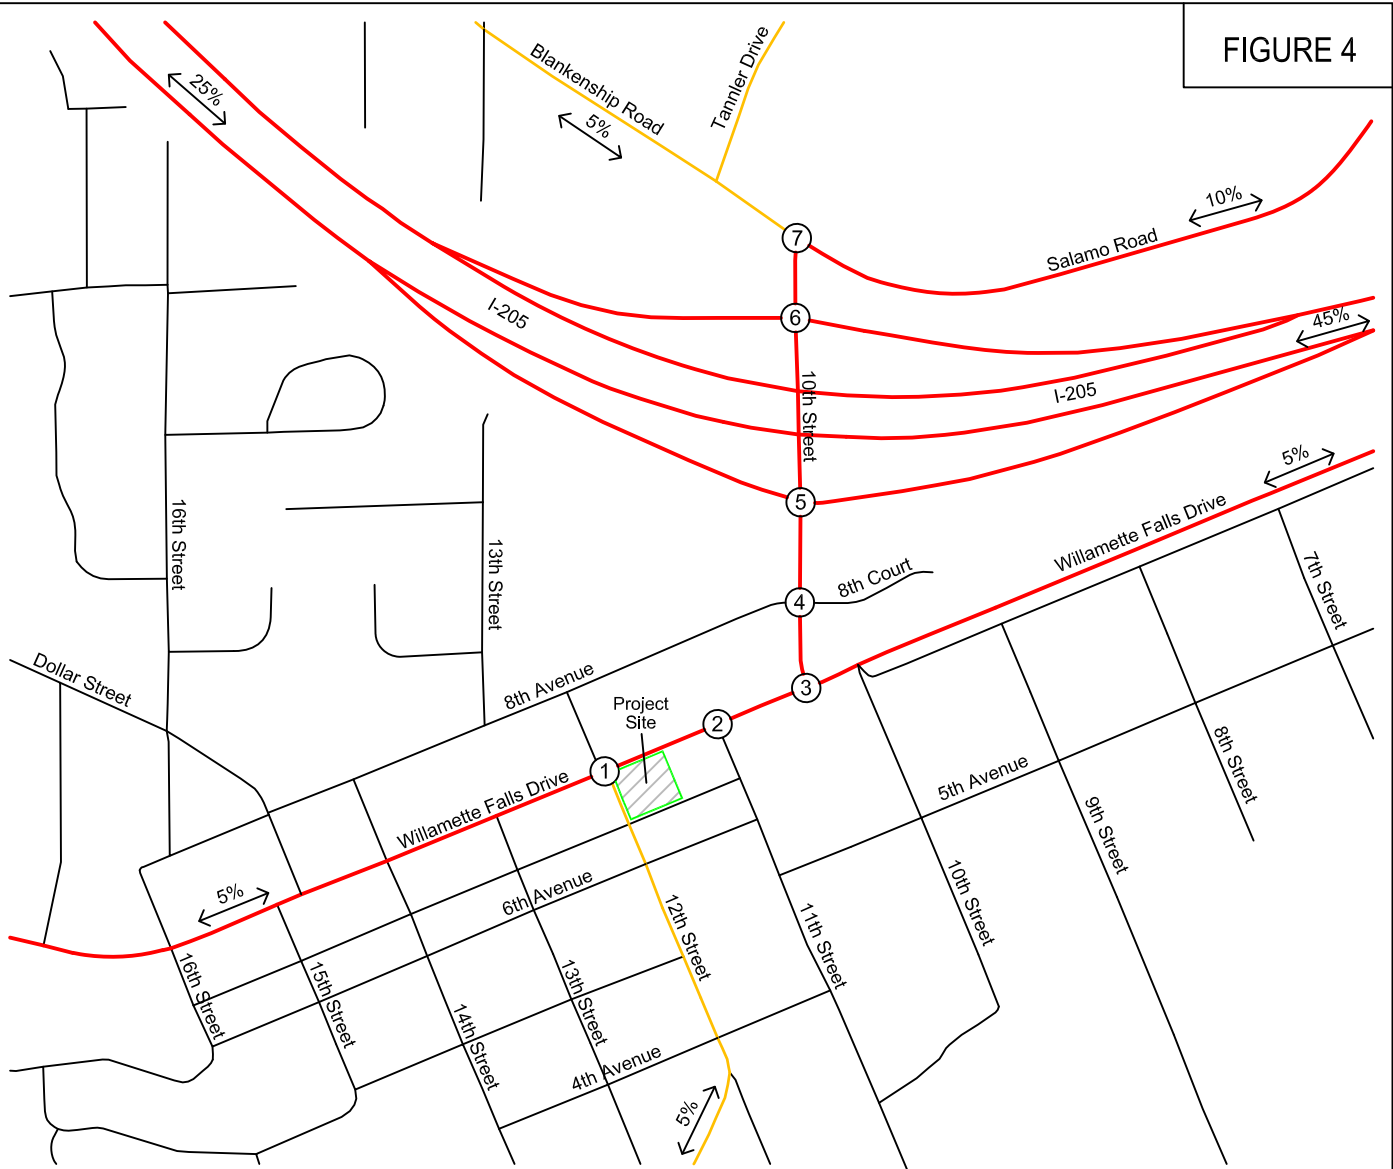 FIGURE 4
25%
Blankenship Road
5%
Tannler Drive
7
10%
Salamo Road
6
I-205
45%
I-205
10th Street
5
5%
Willamette Falls Drive
16th Street
13th Street
7th Street
4
8th Court
Dollar Street
8th Avenue
3
Project
Site
2
1
8th Street
Willamette Falls Drive
5th Avenue
9th Street
5%
6th Avenue
10th Street
12th Street
11th Street
16th Street
15th Street
13th Street
14th Street
4th Avenue
5%